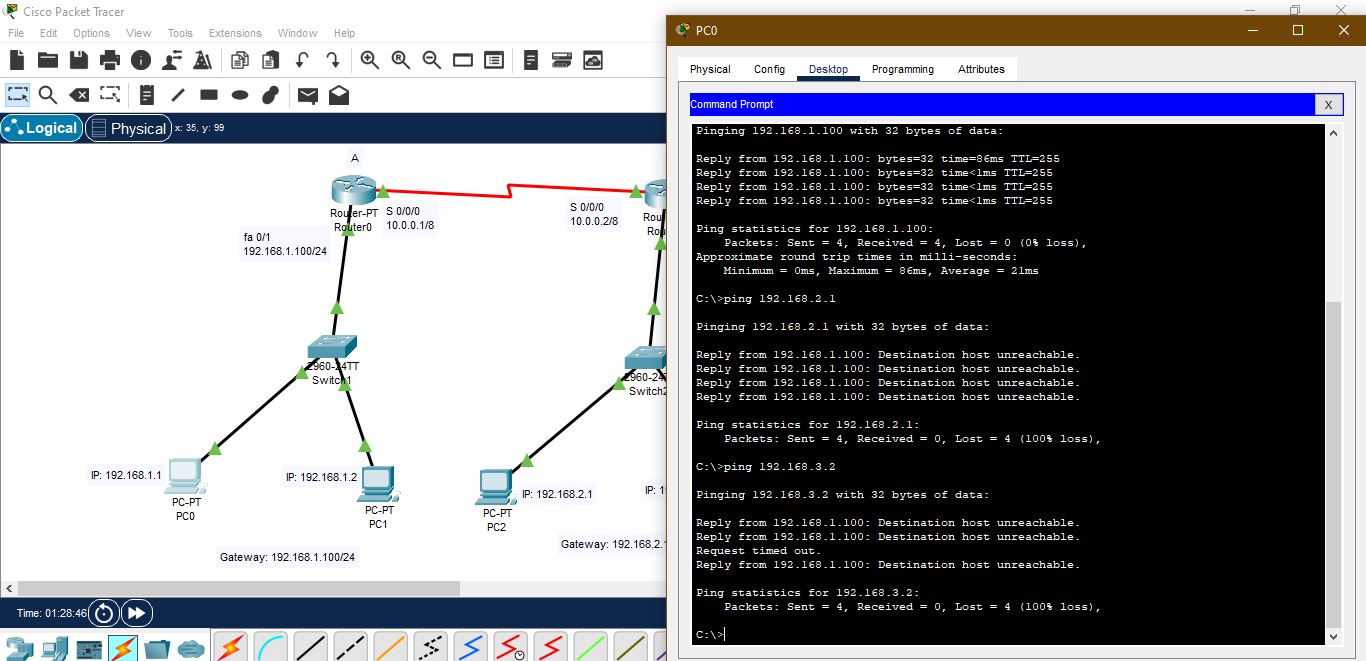 Cisco Packet Tracer
File Edit Options View Tools Extensions Window Help
Logical
Physical
x: 35, y: 99
A
Router-PT
Router0
S 0/0/0
10.0.0.1/8
S 0/0/0
10.0.0.2/8
Rou
Rou
fa 0/1
192.168.1.100/24
2960-24TT
Switch1
2960-24T
Switch2
IP: 192.168.1.1
PC-PT
PC0
IP: 192.168.1.2
PC-PT
PC1
IP: 192.168.2.1
PC-PT
PC2
IP: 1
Gateway: 192.168.1.100/24
Gateway: 192.168.2.1
Time: 01:28:46
PC0
Physical Config Desktop Programming Attributes
Command Prompt
X
Pinging 192.168.1.100 with 32 bytes of data:
Reply from 192.168.1.100: bytes=32 time=86ms TTL=255
Reply from 192.168.1.100: bytes=32 time<1ms TTL=255
Reply from 192.168.1.100: bytes=32 time<1ms TTL=255
Reply from 192.168.1.100: bytes=32 time<1ms TTL=255
Ping statistics for 192.168.1.100:
Packets: Sent = 4, Received = 4, Lost = 0 (0% loss),
Approximate round trip times in milli-seconds:
Minimum = 0ms, Maximum = 86ms, Average = 21ms
C:\>ping 192.168.2.1
Pinging 192.168.2.1 with 32 bytes of data:
Reply from 192.168.1.100: Destination host unreachable.
Reply from 192.168.1.100: Destination host unreachable.
Reply from 192.168.1.100: Destination host unreachable.
Reply from 192.168.1.100: Destination host unreachable.
Ping statistics for 192.168.2.1:
Packets: Sent = 4, Received = 0, Lost = 4 (100% loss),
C:\>ping 192.168.3.2
Pinging 192.168.3.2 with 32 bytes of data:
Reply from 192.168.1.100: Destination host unreachable.
Reply from 192.168.1.100: Destination host unreachable.
Request timed out.
Reply from 192.168.1.100: Destination host unreachable.
Ping statistics for 192.168.3.2:
Packets: Sent = 4, Received = 0, Lost = 4 (100% loss),
C:\>